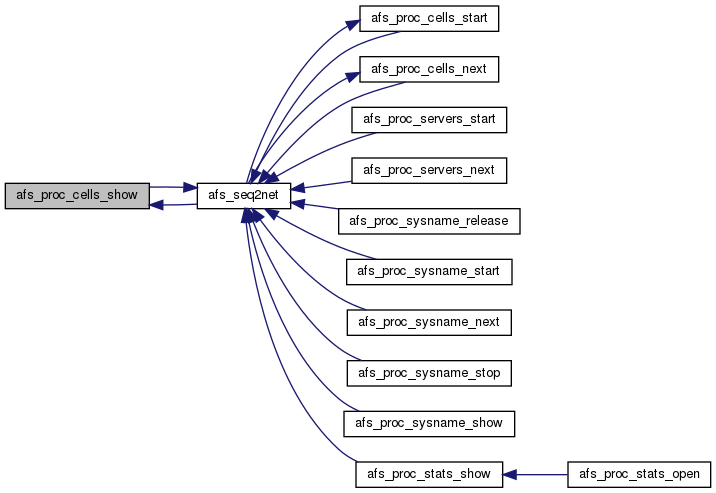 afs_proc_cells_start
afs_proc_cells_next
afs_proc_servers_start
afs_proc_servers_next
afs_proc_cells_show
afs_seq2net
afs_proc_sysname_release
afs_proc_sysname_start
afs_proc_sysname_next
afs_proc_sysname_stop
afs_proc_sysname_show
afs_proc_stats_show
afs_proc_stats_open